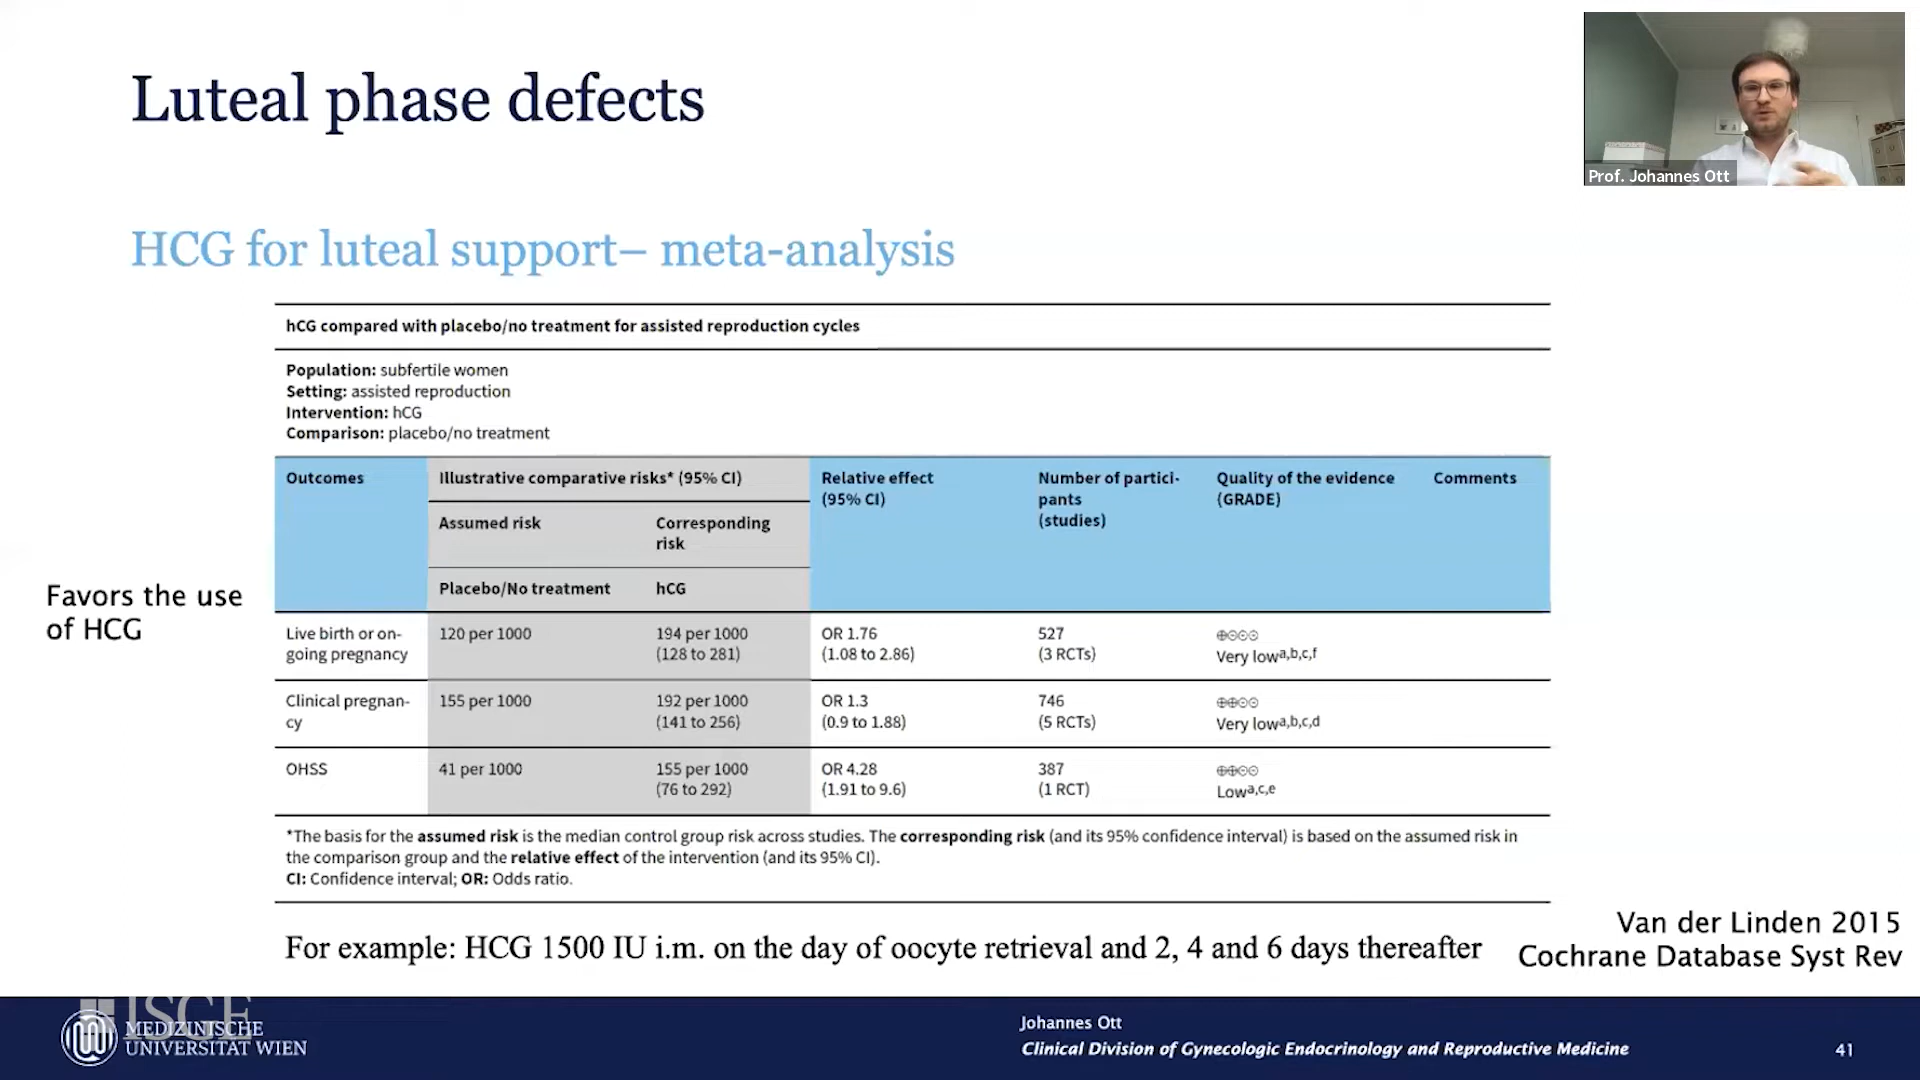 Luteal phase defects
Prof. Johannes Ott
HCG for luteal support– meta-analysis
hCG compared with placebo/no treatment for assisted reproduction cycles
Population: subfertile women
Setting: assisted reproduction
Intervention: hCG
Comparison: placebo/no treatment
Outcomes
Illustrative comparative risks* (95% CI)
Relative effect
(95% CI)
Number of partici-
pants
(studies)
Quality of the evidence
(GRADE)
Comments
Assumed risk
Corresponding
risk
Placebo/No treatment
hCG
Favors the use
of HCG
Live birth or on-
going pregnancy
120 per 1000
194 per 1000
(128 to 281)
OR 1.76
(1.08 to 2.86)
527
(3 RCTs)
⊕⊝⊝⊝
Very low a,b,c,f
Clinical pregnan-
cy
155 per 1000
192 per 1000
(141 to 256)
OR 1.3
(0.9 to 1.88)
746
(5 RCTs)
⊕⊕⊝⊝
Very low a,b,c,d
OHSS
41 per 1000
155 per 1000
(76 to 292)
OR 4.28
(1.91 to 9.6)
387
(1 RCT)
⊕⊕⊝⊝
Low a,c,e
*The basis for the assumed risk is the median control group risk across studies. The corresponding risk (and its 95% confidence interval) is based on the assumed risk in
the comparison group and the relative effect of the intervention (and its 95% CI).
CI: Confidence interval; OR: Odds ratio.
For example: HCG 1500 IU i.m. on the day of oocyte retrieval and 2, 4 and 6 days thereafter
Van der Linden 2015
Cochrane Database Syst Rev
ISGE
MEDIZINISCHE
UNIVERSITÄT WIEN
Johannes Ott
Clinical Division of Gynecologic Endocrinology and Reproductive Medicine
41